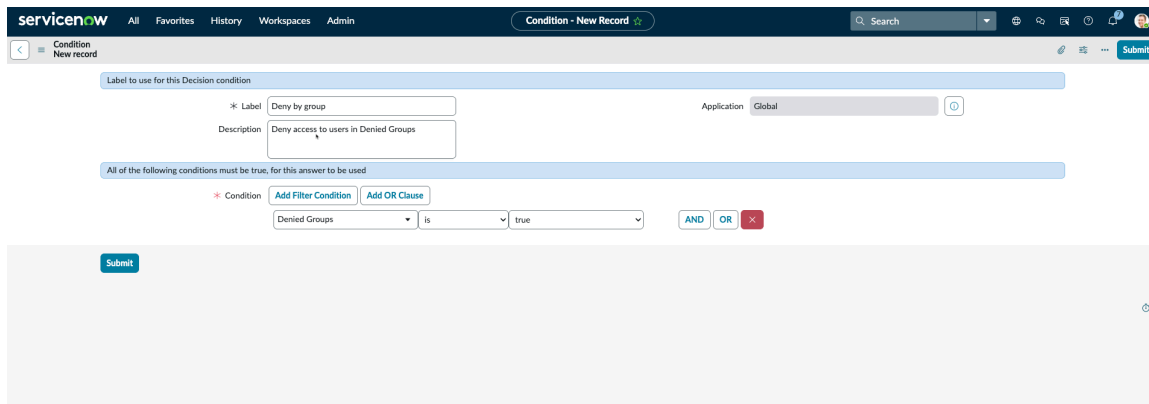 servicenow All Favorites History Workspaces Admin Condition - New Record Search 7
Condition
New record
Submit
Label to use for this Decision condition
Label Deny by group Application Global
Description Deny access to users in Denied Groups
All of the following conditions must be true, for this answer to be used
Condition Add Filter Condition Add OR Clause
Denied Groups is true AND OR
Submit